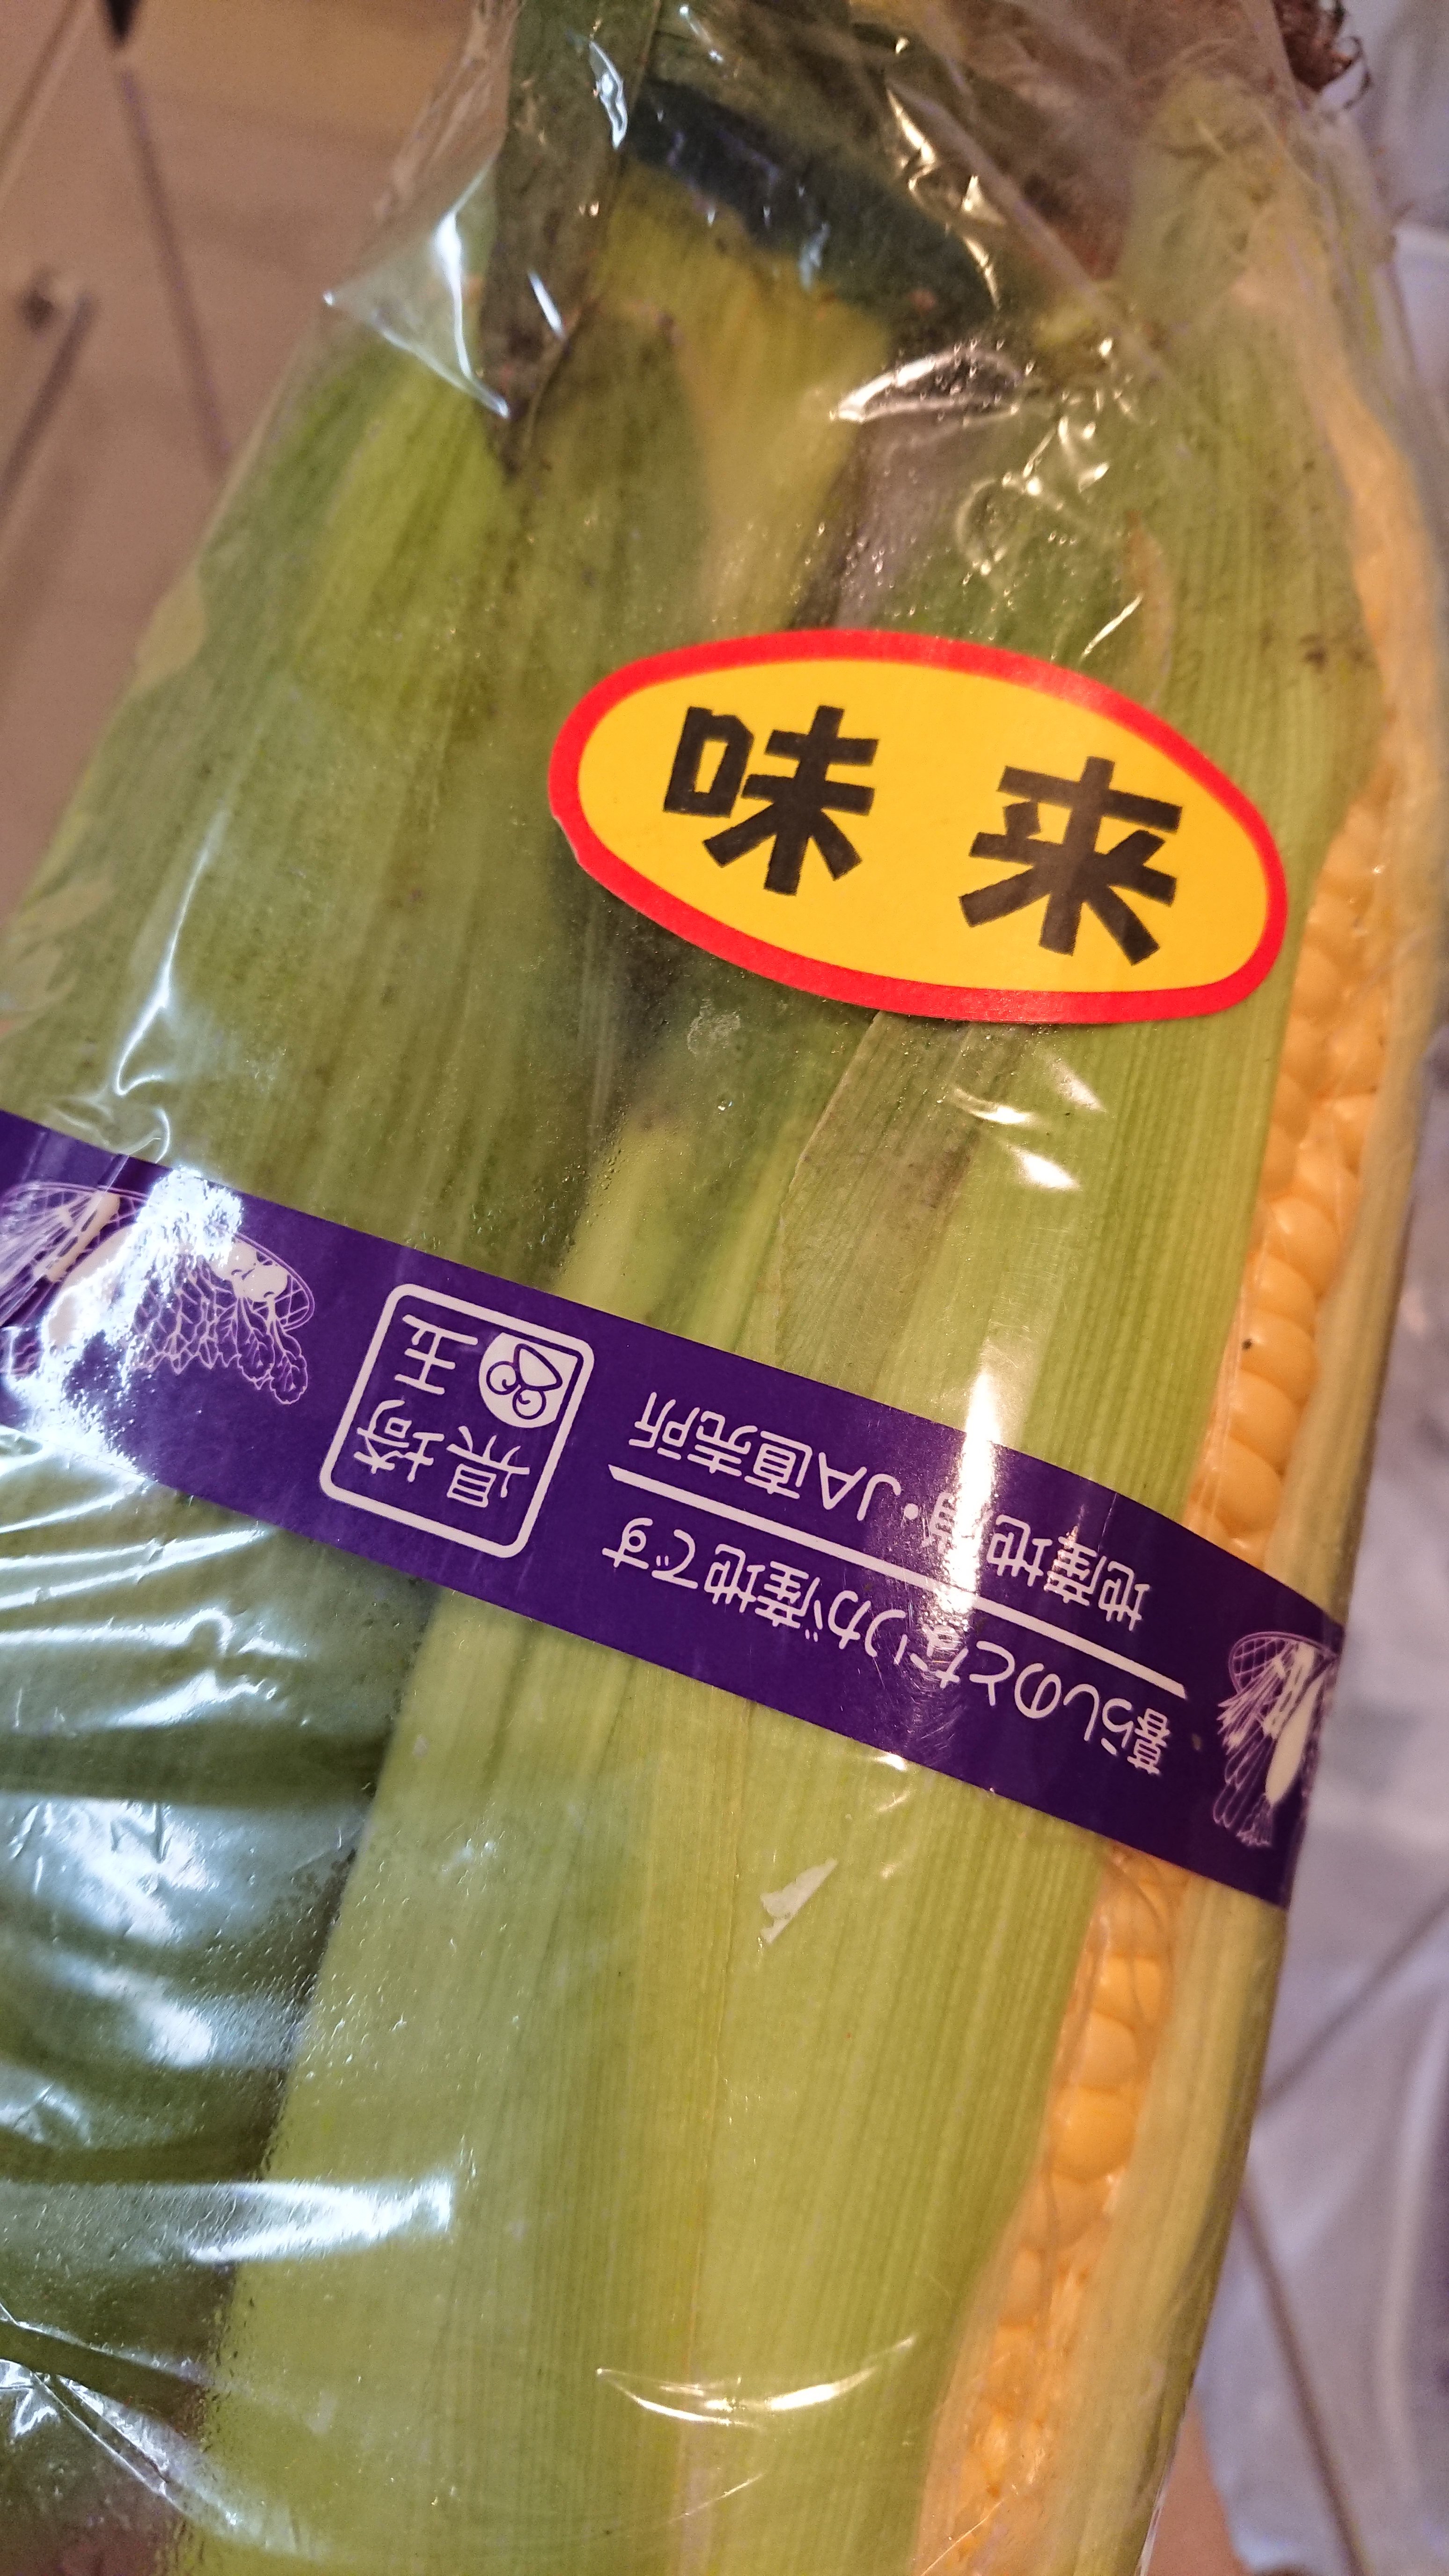 味来
暮らしのとなりが産地です
地産地消・JA直売所
埼玉県